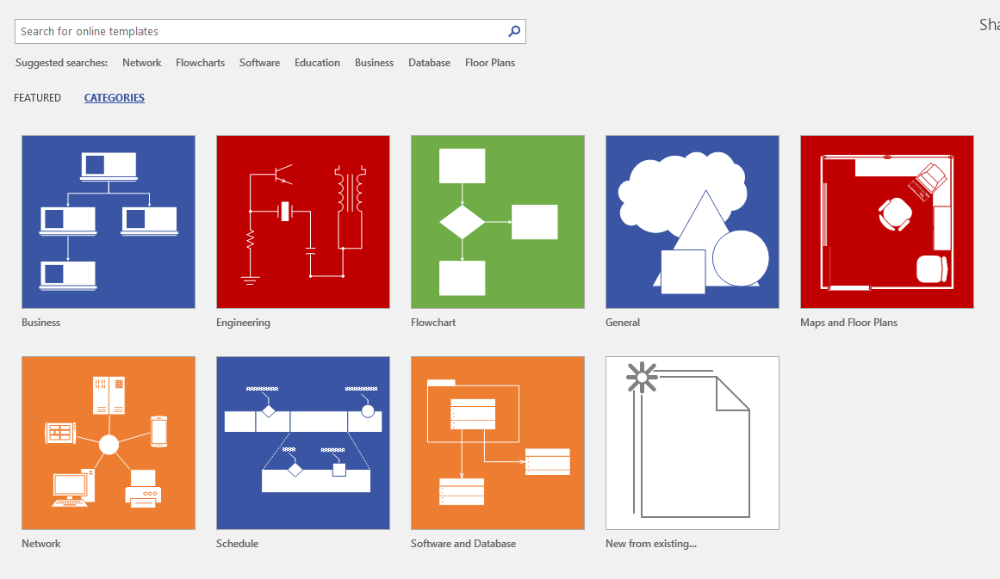 Search for online templates
Sha
Suggested searches: Network Flowcharts Software Education Business Database Floor Plans
FEATURED CATEGORIES
Business Engineering Flowchart General Maps and Floor Plans
Network Schedule Software and Database New from existing...